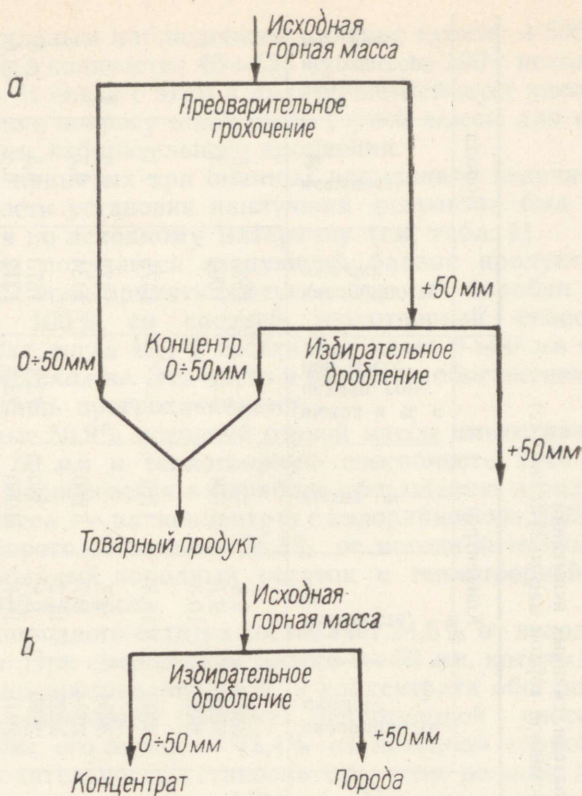 Исходная
горная масса
а
Предварительное
грохочение
+50 мм
0÷50мм
Концентр.
0÷50мм
Избирательное
дробление
+50мм
Товарный продукт
Исходная
горная масса
b
Избирательное
дробление
0÷50мм
+50мм
Концентрат
Порода